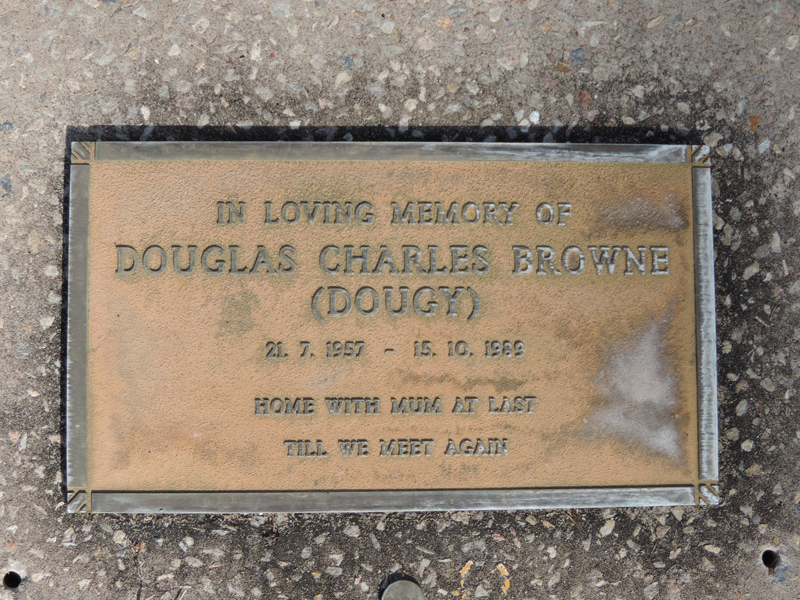 IN LOVING MEMORY OF
DOUGLAS CHARLES BROWNE
(DOUGY)
21. 7. 1957 - 15. 10. 1989
HOME WITH MUM AT LAST
TILL WE MEET AGAIN